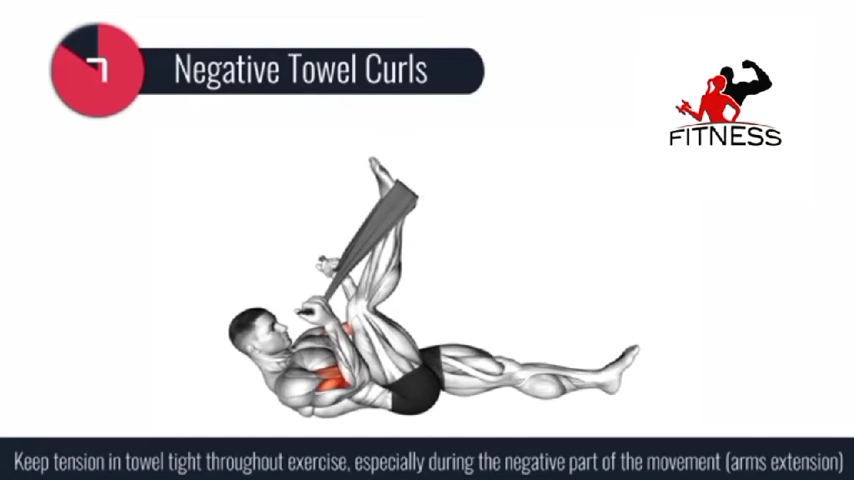 7
Negative Towel Curls
FITNESS
Keep tension in towel tight throughout exercise, especially during the negative part of the movement (arms extension)